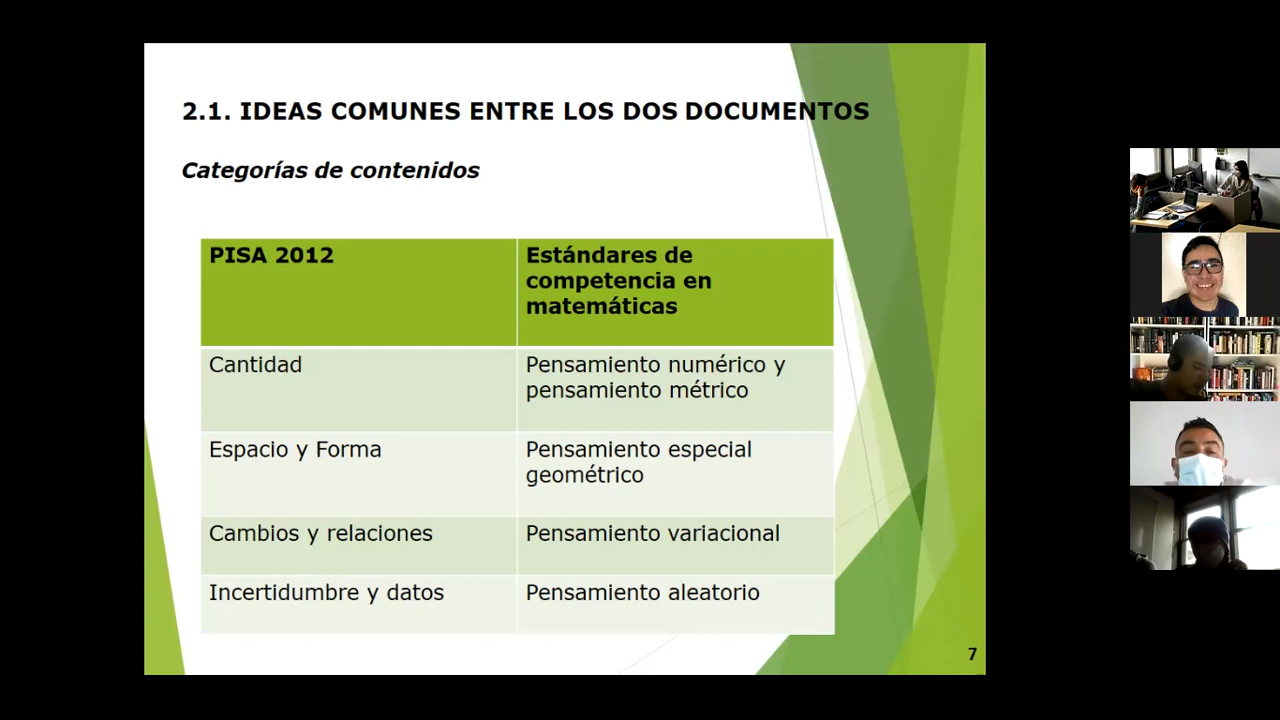 2.1. IDEAS COMUNES ENTRE LOS DOS DOCUMENTOS
Categorías de contenidos
PISA 2012
Estándares de
competencia en
matemáticas
Cantidad
Pensamiento numérico y
pensamiento métrico
Espacio y Forma
Pensamiento especial
geométrico
Cambios y relaciones
Pensamiento variacional
Incertidumbre y datos
Pensamiento aleatorio
7